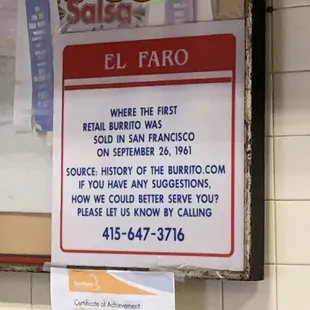 Salsa
EL FARO
WHERE THE FIRST
RETAIL BURRITO WAS
SOLD IN SAN FRANCISCO
ON SEPTEMBER 26, 1961
SOURCE: HISTORY OF THE BURRITO.COM
IF YOU HAVE ANY SUGGESTIONS,
HOW WE COULD BETTER SERVE YOU?
PLEASE LET US KNOW BY CALLING
415-647-3716
Certificate of Achievement